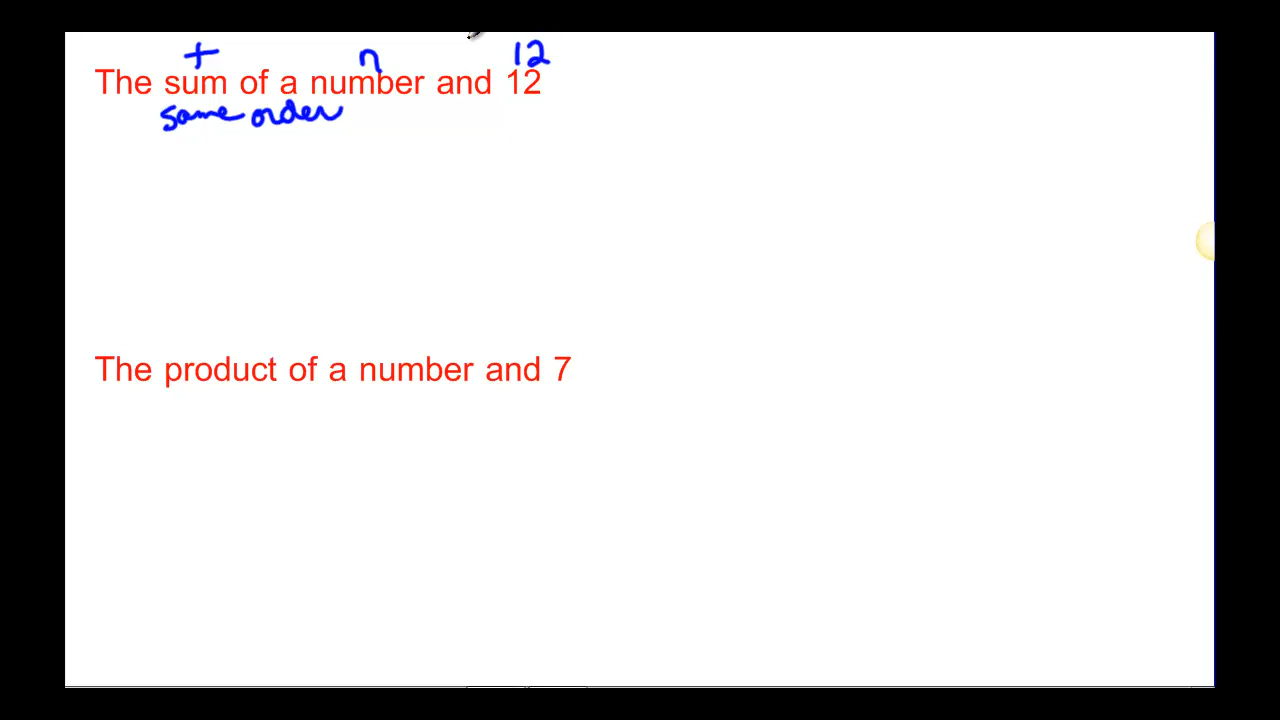 + n 12
The sum of a number and 12
same order
The product of a number and 7